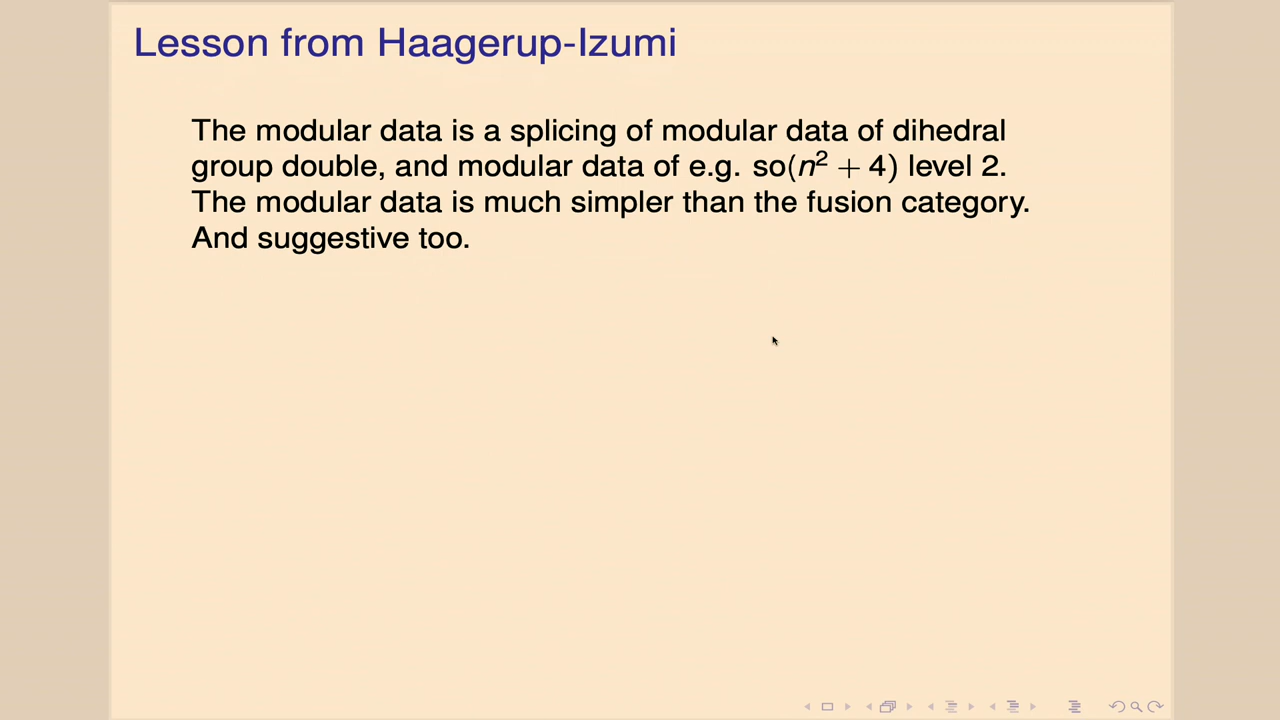 Lesson from Haagerup-Izumi
The modular data is a splicing of modular data of dihedral
group double, and modular data of e.g. so(n² + 4) level 2.
The modular data is much simpler than the fusion category.
And suggestive too.